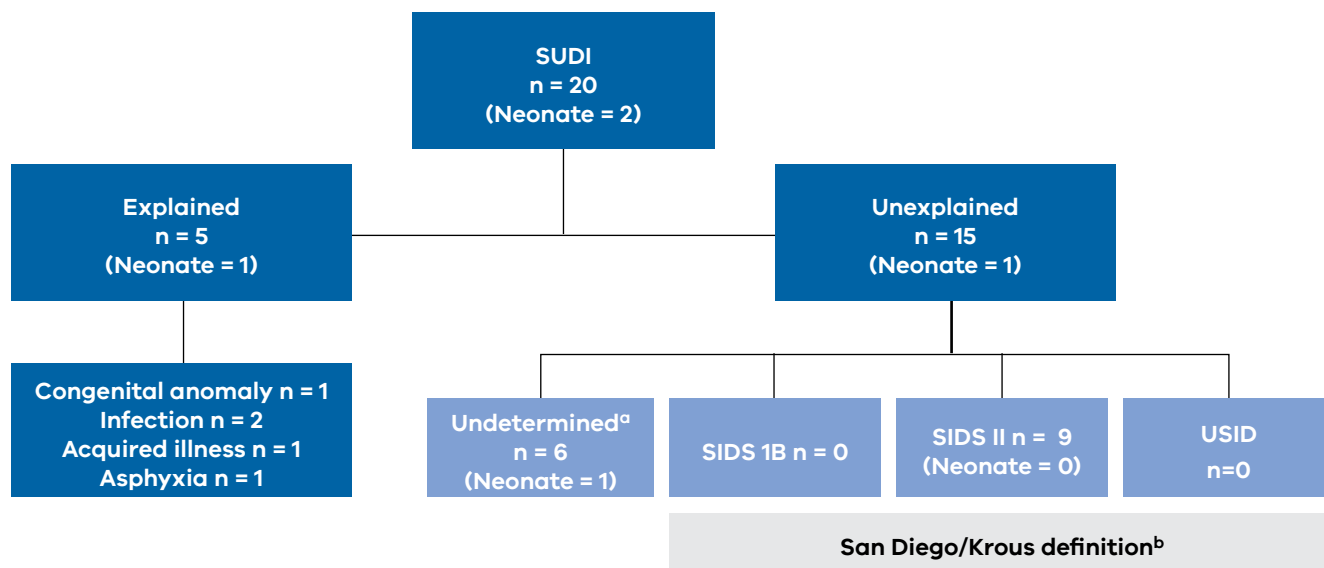 SUDI
n = 20
(Neonate = 2)
Explained
n = 5
(Neonate = 1)
Unexplained
n = 15
(Neonate = 1)
Congenital anomaly n = 1
Infection n = 2
Acquired illness n = 1
Asphyxia n = 1
Undeterminedᵃ
n = 6
(Neonate = 1)
SIDS 1B n = 0
SIDS II n = 9
(Neonate = 0)
USID
n=0
San Diego/Krous definitionᵇ